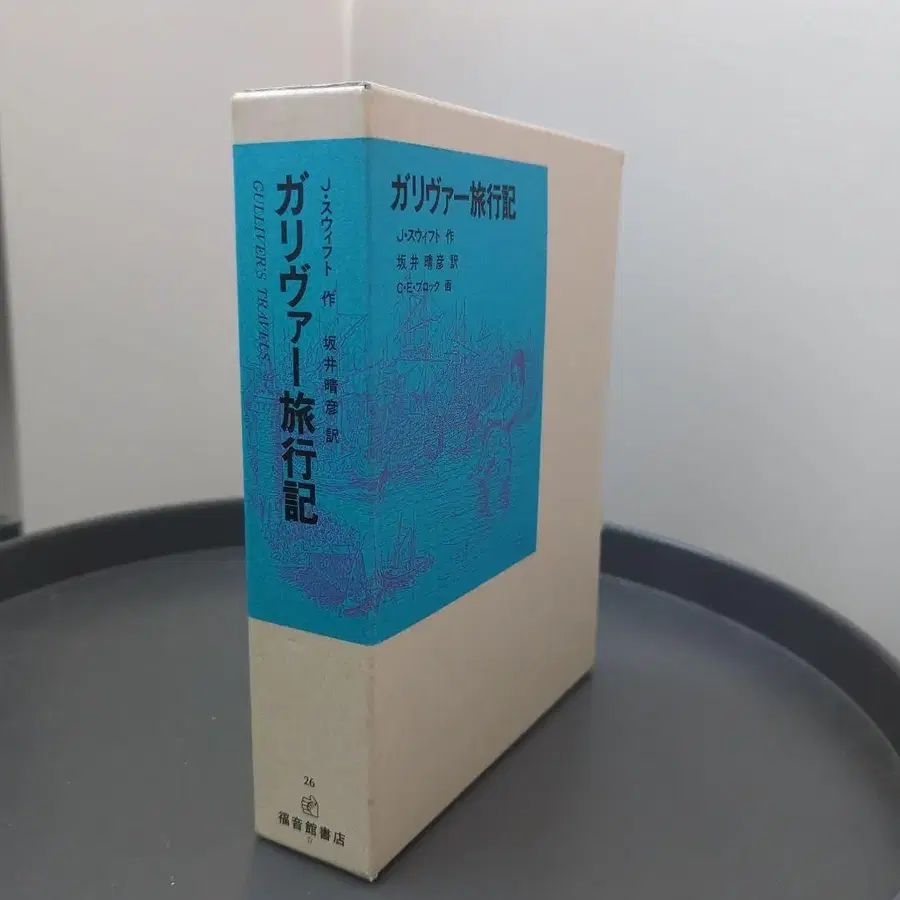 ガリヴァー旅行記
J・スウィフト 作
坂井晴彦 訳
C・E・ブロック 画
J・スウィフト 作 坂井晴彦 訳
ガリヴァー旅行記
GULLIVER'S TRAVELS
26
福音館書店